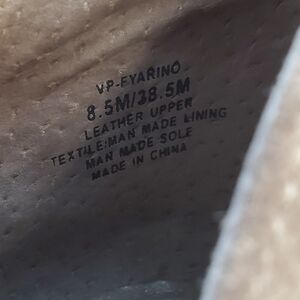 VP-EYARINO
8.5M/38.5M
LEATHER UPPER
TEXTILE/MAN MADE LINING
MAN MADE SOLE
MADE IN CHINA